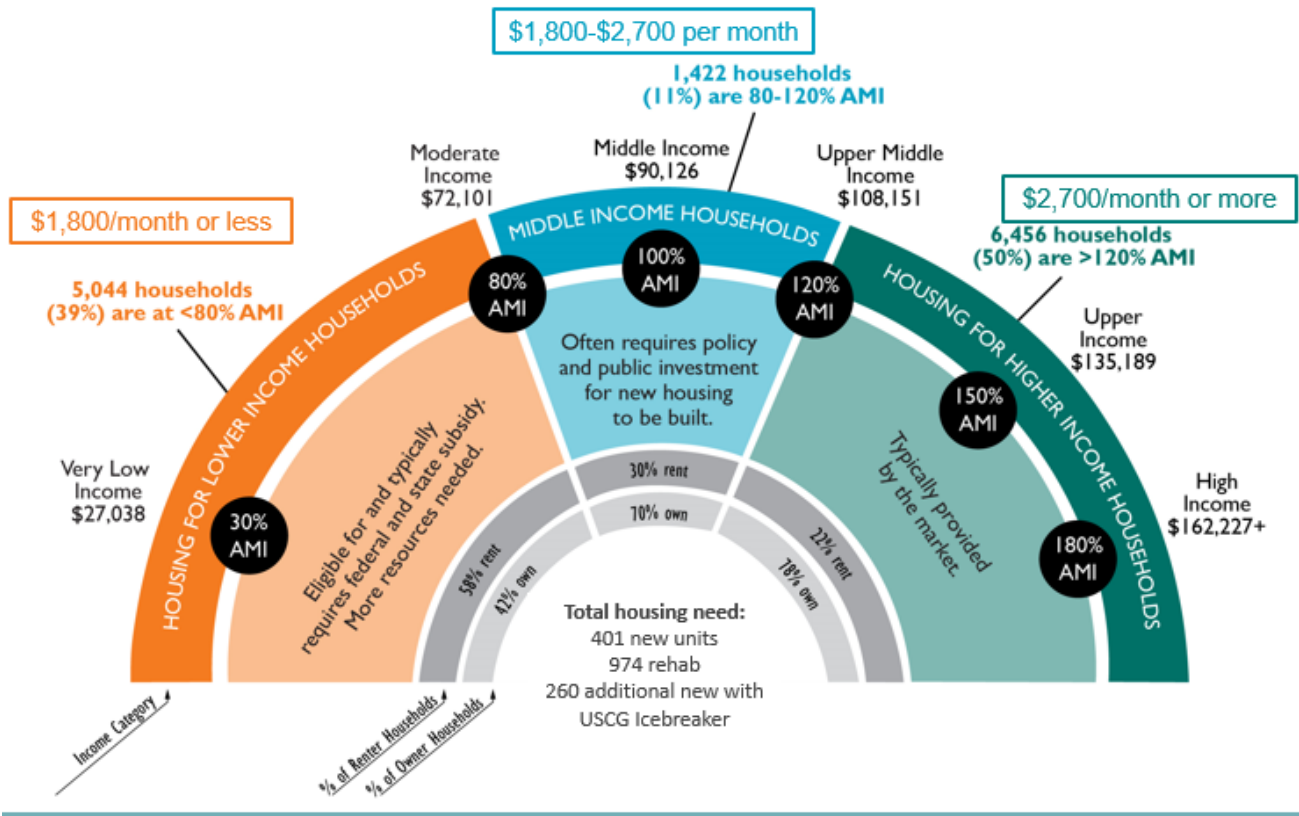 $1,800-$2,700 per month
1,422 households
(11%) are 80-120% AMI
Moderate
Income
$72,101
Middle Income
$90,126
Upper Middle
Income
$108,151
$1,800/month or less
$2,700/month or more
5,044 households
(39%) are at <80% AMI
6,456 households
(50%) are >120% AMI
Upper
Income
$135,189
Very Low
Income
$27,038
High
Income
$162,227+
HOUSING FOR LOWER INCOME HOUSEHOLDS
MIDDLE INCOME HOUSEHOLDS
HOUSING FOR HIGHER INCOME HOUSEHOLDS
30%
AMI
80%
AMI
100%
AMI
120%
AMI
150%
AMI
180%
AMI
Eligible for and typically
requires federal and state subsidy.
More resources needed.
Often requires policy
and public investment
for new housing
to be built.
Typically provided
by the market.
58% rent
42% own
30% rent
70% own
22% rent
78% own
Total housing need:
401 new units
974 rehab
260 additional new with
USCG Icebreaker
Income Category
% of Renter Households
% of Owner Households